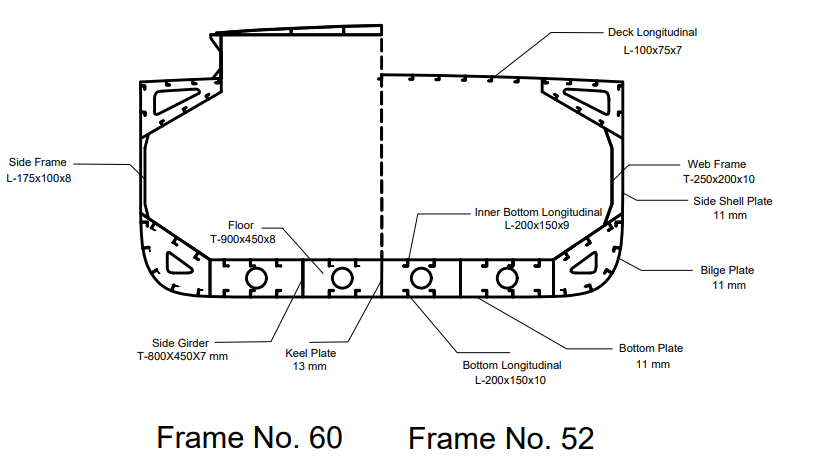 Deck Longitudinal
L-100x75x7
Side Frame
L-175x100x8
Web Frame
T-250x200x10
Side Shell Plate
11 mm
Floor
T-900x450x8
Inner Bottom Longitudinal
L-200x150x9
Bilge Plate
11 mm
Side Girder
T-800X450X7 mm
Keel Plate
13 mm
Bottom Longitudinal
L-200x150x10
Bottom Plate
11 mm
Frame No. 60
Frame No. 52